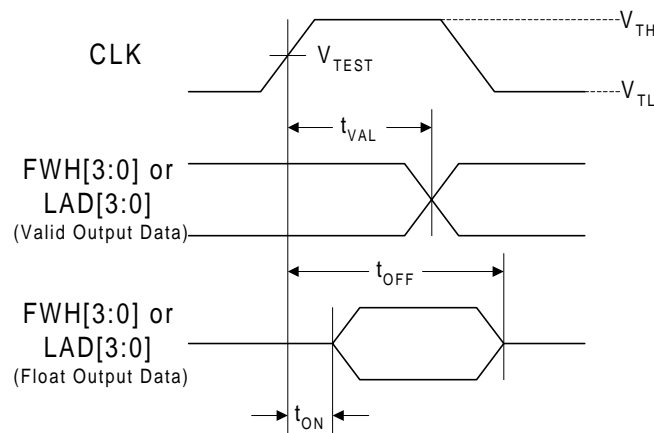 V_TH
CLK
V_TEST
V_TL
t_VAL
FWH[3:0] or
LAD[3:0]
(Valid Output Data)
t_OFF
FWH[3:0] or
LAD[3:0]
(Float Output Data)
t_ON